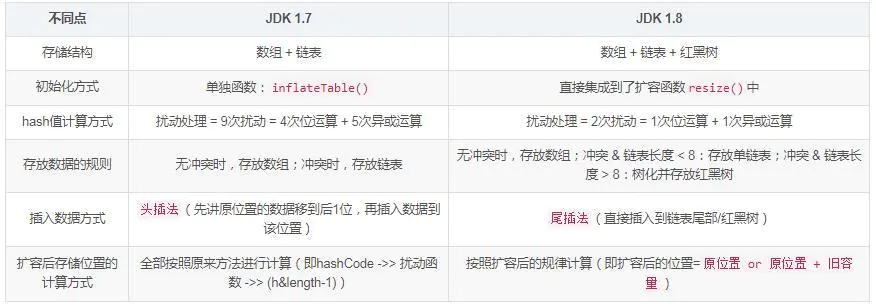 不同点
JDK 1.7
JDK 1.8
存储结构
数组 + 链表
数组 + 链表 + 红黑树
初始化方式
单独函数： inflateTable()
直接集成到了扩容函数 resize() 中
hash值计算方式
扰动处理 = 9次扰动 = 4次位运算 + 5次异或运算
扰动处理 = 2次扰动 = 1次位运算 + 1次异或运算
存放数据的规则
无冲突时，存放数组；冲突时，存放链表
无冲突时，存放数组；冲突 & 链表长度 < 8：存放单链表；冲突 & 链表长
度 > 8：树化并存放红黑树
插入数据方式
头插法（先讲原位置的数据移到后1位，再插入数据到
该位置）
尾插法（直接插入到链表尾部/红黑树）
扩容后存储位置的
计算方式
全部按照原来方法进行计算（即hashCode ->> 扰动函
数 ->> (h&length-1)）
按照扩容后的规律计算（即扩容后的位置= 原位置 or 原位置 + 旧容
量 ）